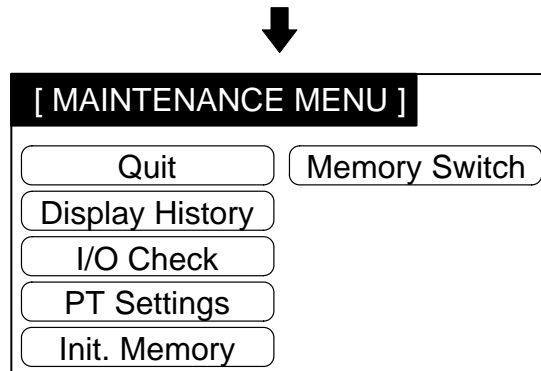 [ MAINTENANCE MENU ]
Quit
Memory Switch
Display History
I/O Check
PT Settings
Init. Memory